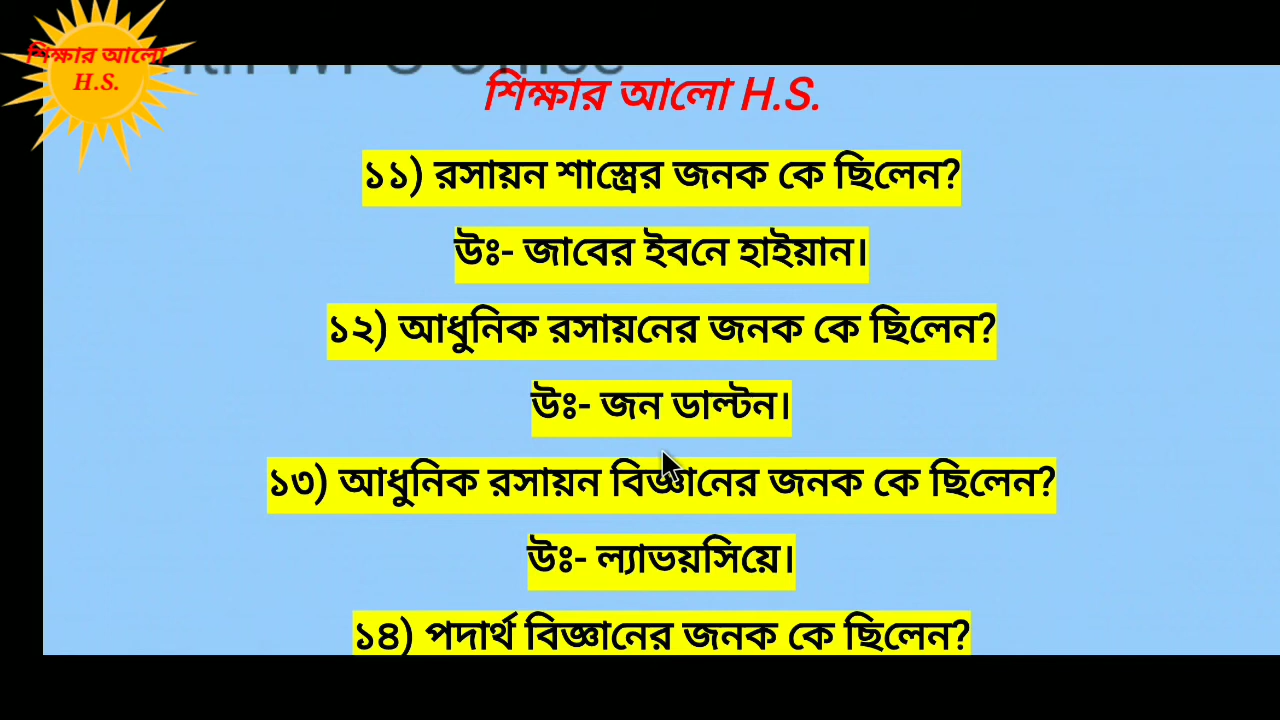 শিক্ষার আলো
H.S.
শিক্ষার আলো H.S.
১১) রসায়ন শাস্ত্রের জনক কে ছিলেন?
উঃ- জাবের ইবনে হাইয়ান।
১২) আধুনিক রসায়নের জনক কে ছিলেন?
উঃ- জন ডাল্টন।
১৩) আধুনিক রসায়ন বিজ্ঞানের জনক কে ছিলেন?
উঃ- ল্যাভয়সিয়ে।
১৪) পদার্থ বিজ্ঞানের জনক কে ছিলেন?